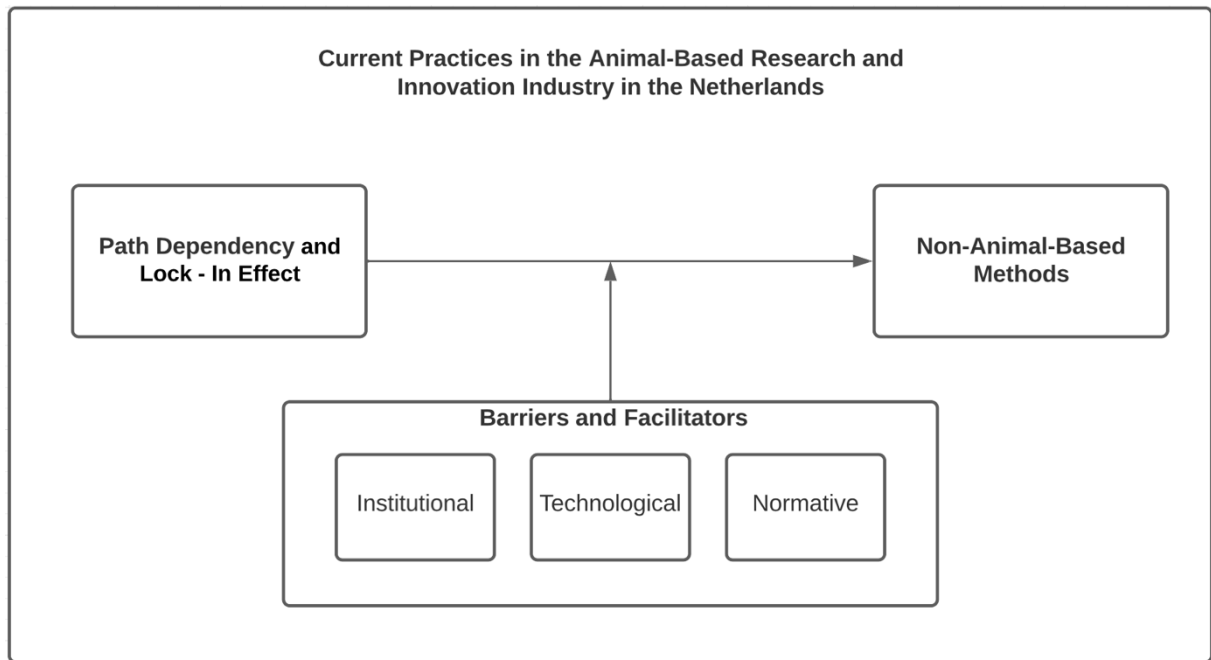 Current Practices in the Animal-Based Research and
Innovation Industry in the Netherlands
Path Dependency and
Lock - In Effect
Non-Animal-Based
Methods
Barriers and Facilitators
Institutional
Technological
Normative